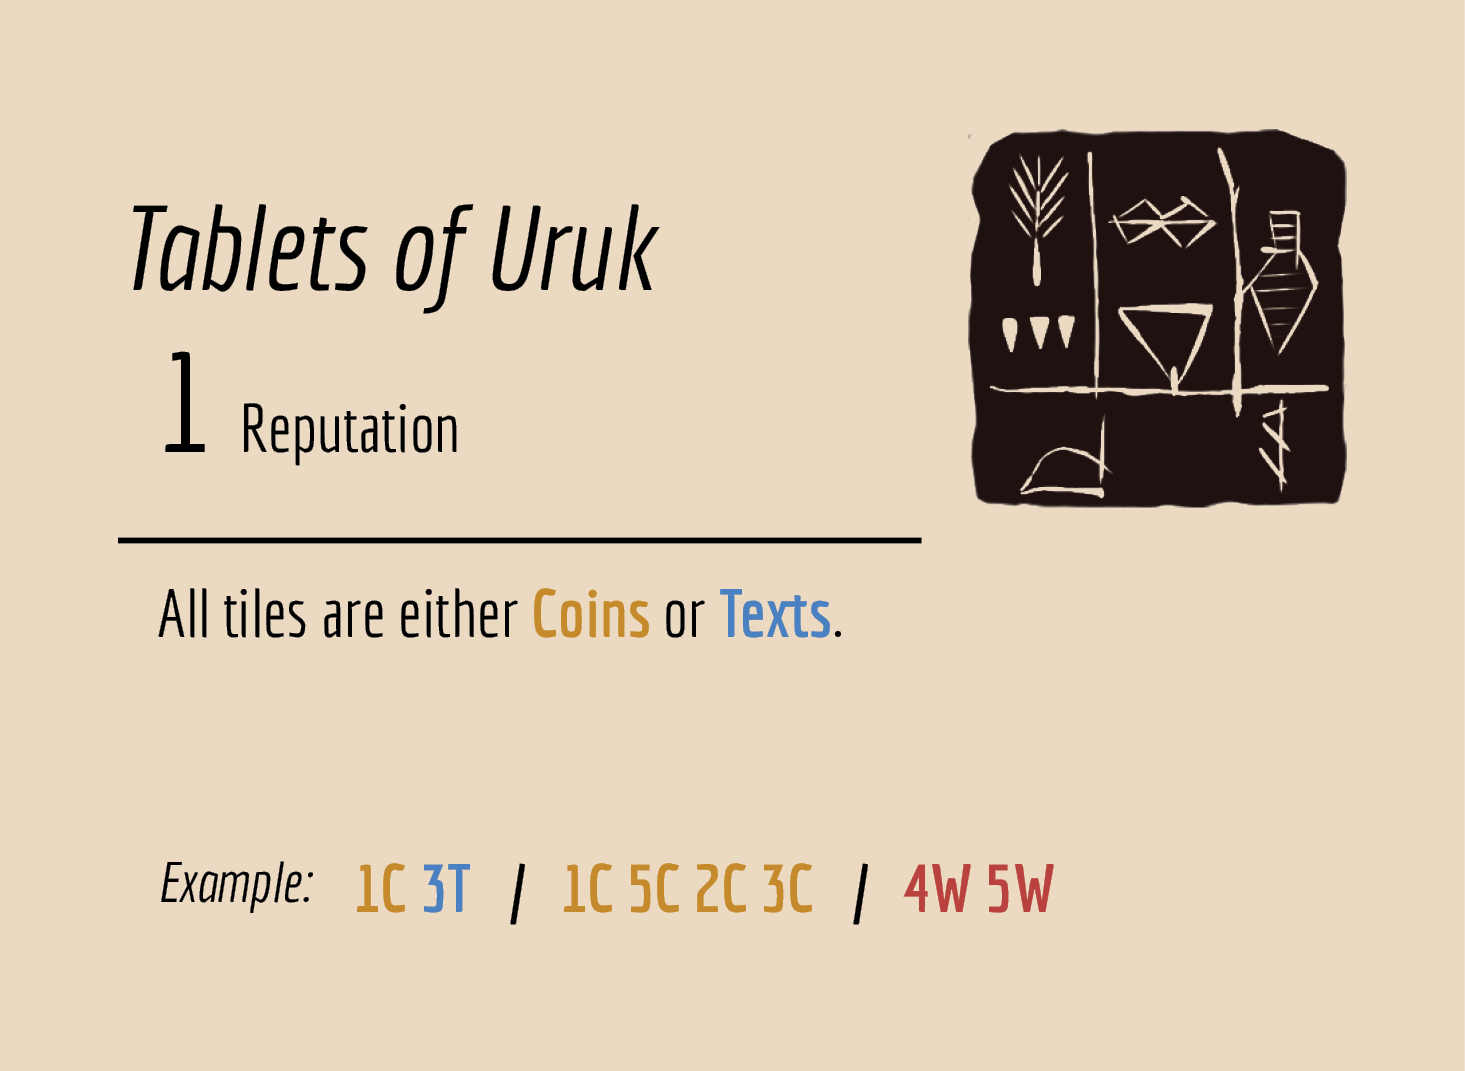 Tablets of Uruk
1 Reputation
All tiles are either Coins or Texts.
Example: 1C 3T / 1C 5C 2C 3C / 4W 5W